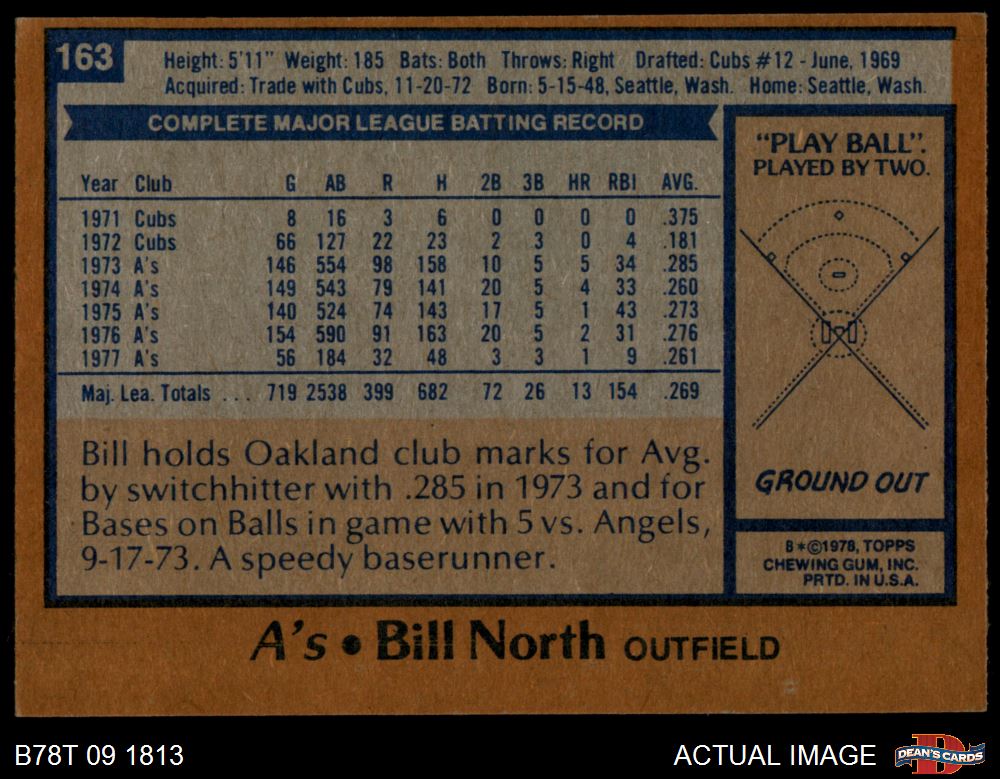 163
Height: 5'11" Weight: 185 Bats: Both Throws: Right Drafted: Cubs #12 - June, 1969
Acquired: Trade with Cubs, 11-20-72 Born: 5-15-48, Seattle, Wash. Home: Seattle, Wash.
COMPLETE MAJOR LEAGUE BATTING RECORD
Year Club G AB R H 2B 3B HR RBI AVG.
1971 Cubs 8 16 3 6 0 0 0 0 .375
1972 Cubs 66 127 22 23 2 3 0 4 .181
1973 A's 146 554 98 158 10 5 5 34 .285
1974 A's 149 543 79 141 20 5 4 33 .260
1975 A's 140 524 74 143 17 5 1 43 .273
1976 A's 154 590 91 163 20 5 2 31 .276
1977 A's 56 184 32 48 3 3 1 9 .261
Maj. Lea. Totals . . . 719 2538 399 682 72 26 13 154 .269
Bill holds Oakland club marks for Avg.
by switchhitter with .285 in 1973 and for
Bases on Balls in game with 5 vs. Angels,
9-17-73. A speedy baserunner.
"PLAY BALL".
PLAYED BY TWO.
GROUND OUT
B*©1978, TOPPS
CHEWING GUM, INC.
PRTD. IN U.S.A.
A's • Bill North OUTFIELD
B78T 09 1813
ACTUAL IMAGE
DEAN'S CARDS